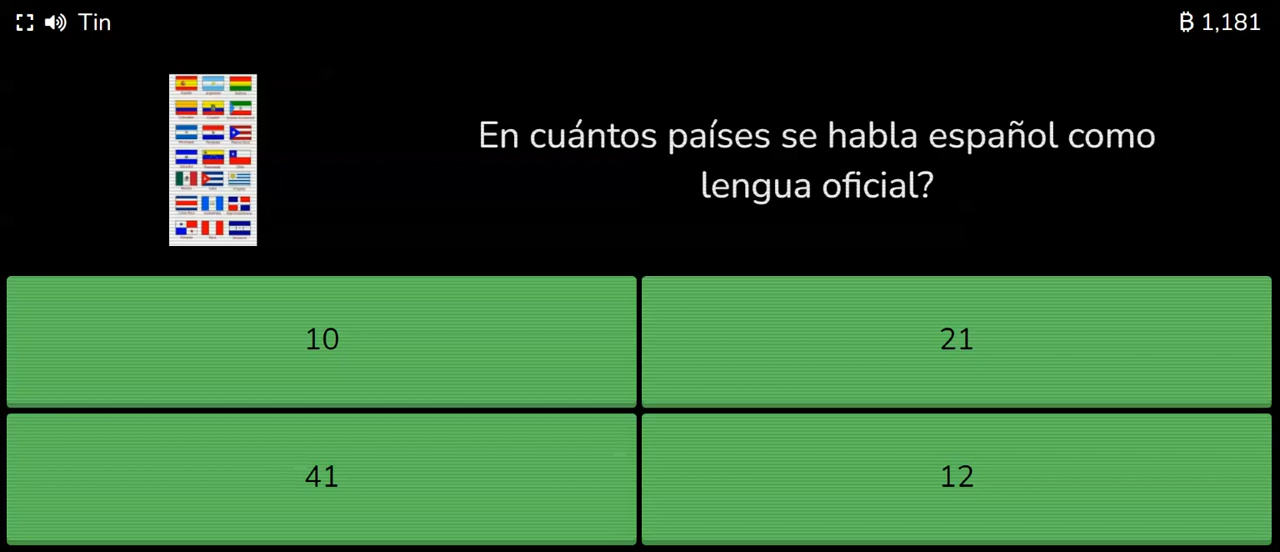 Tin
₿ 1,181
En cuántos países se habla español como
lengua oficial?
10
21
41
12